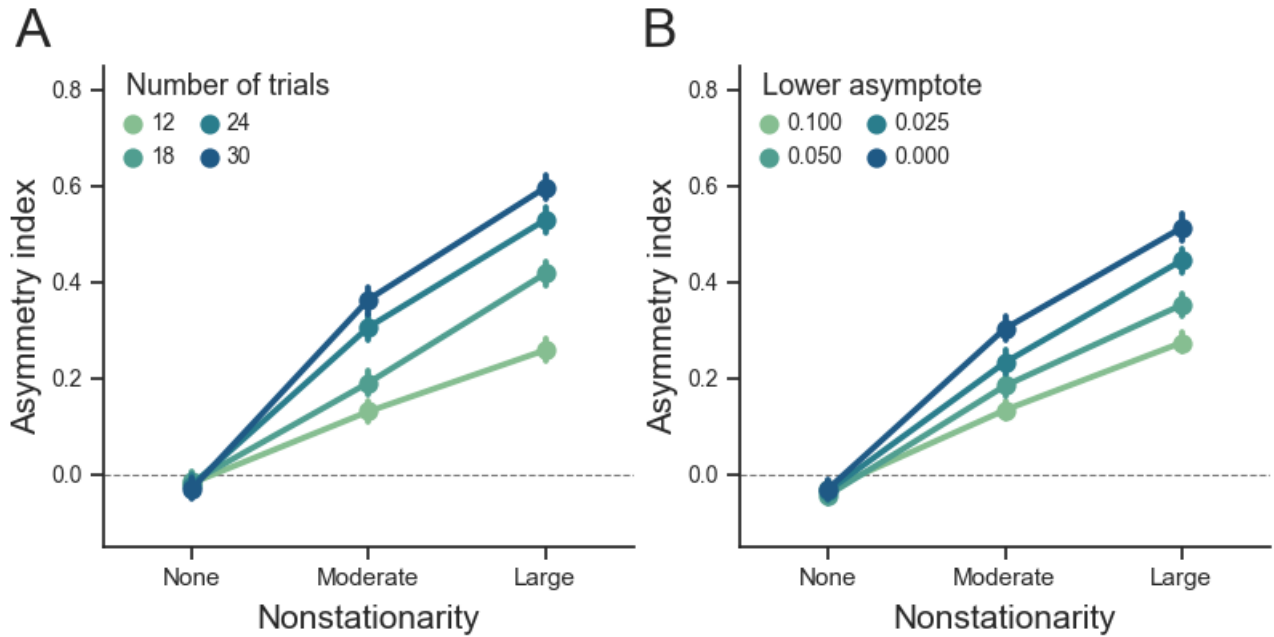 A
Number of trials
12 24
18 30
0.8
0.6
0.4
0.2
0.0
Asymmetry index
None Moderate Large
Nonstationarity
B
Lower asymptote
0.100 0.025
0.050 0.000
0.8
0.6
0.4
0.2
0.0
Asymmetry index
None Moderate Large
Nonstationarity